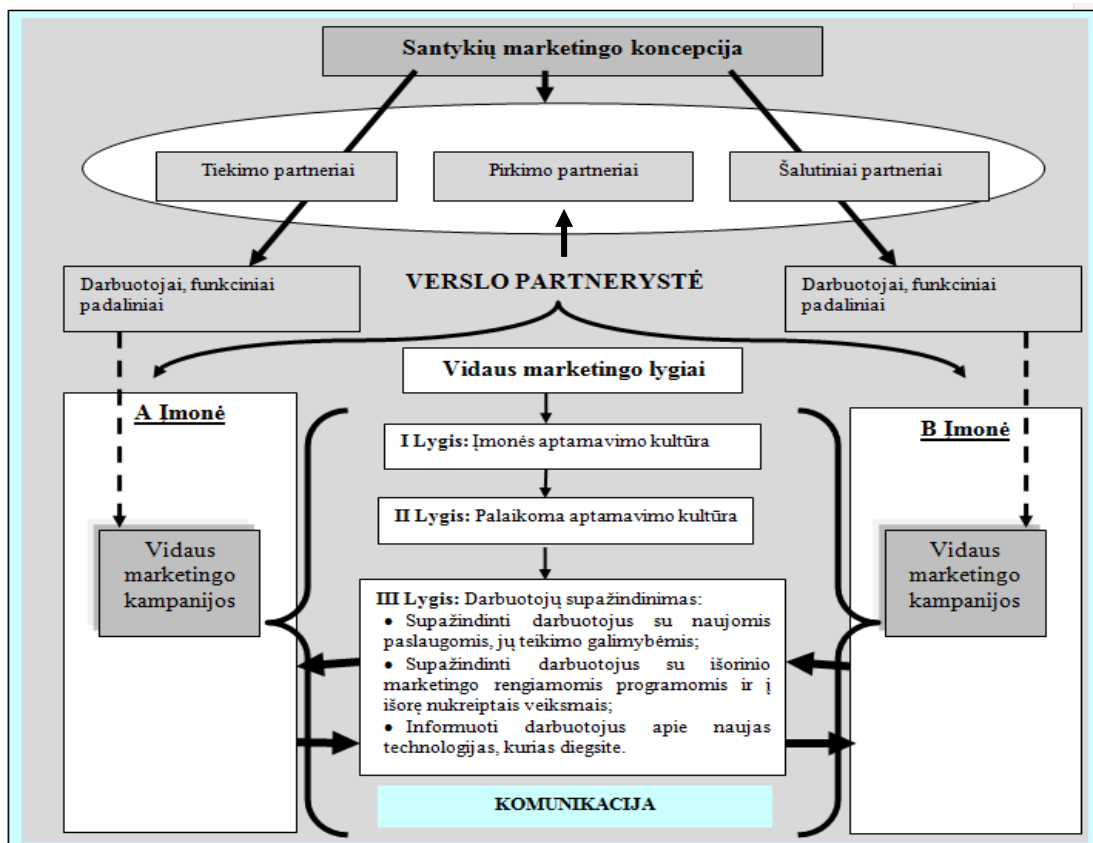 Santykių marketingo koncepcija
Tiekimo partneriai
Pirkimo partneriai
Šalutiniai partneriai
Darbuotojai, funkciniai
padaliniai
VERSLO PARTNERYSTĖ
Darbuotojai, funkciniai
padaliniai
Vidaus marketingo lygiai
A Įmonė
B Įmonė
I Lygis: Įmonės aptarnavimo kultūra
II Lygis: Palaikoma aptarnavimo kultūra
Vidaus
marketingo
kampanijos
Vidaus
marketingo
kampanijos
III Lygis: Darbuotojų supažindinimas:
• Supažindinti darbuotojus su naujomis
paslaugomis, jų teikimo galimybėmis;
• Supažindinti darbuotojus su išorinio
marketingo rengiamomis programomis ir į
išorę nukreiptais veiksmais;
• Informuoti darbuotojus apie naujas
technologijas, kurias diegsite.
KOMUNIKACIJA